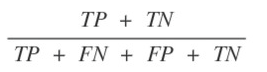 TP + TN
TP + FN + FP + TN